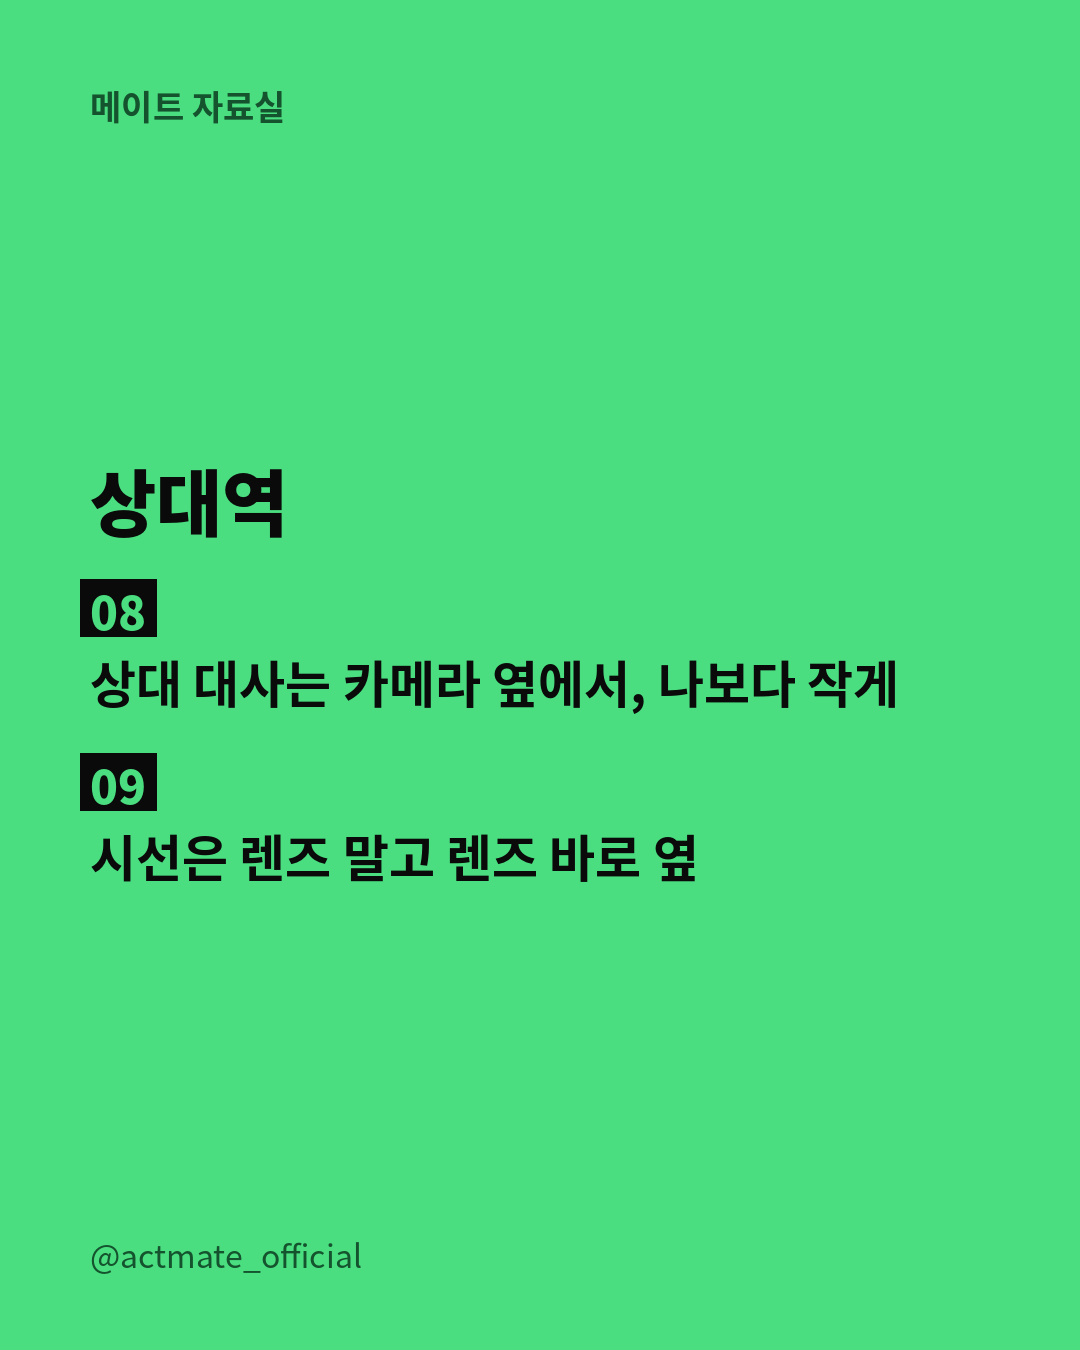 메이트 자료실
상대역
08
상대 대사는 카메라 옆에서, 나보다 작게
09
시선은 렌즈 말고 렌즈 바로 옆
@actmate_official